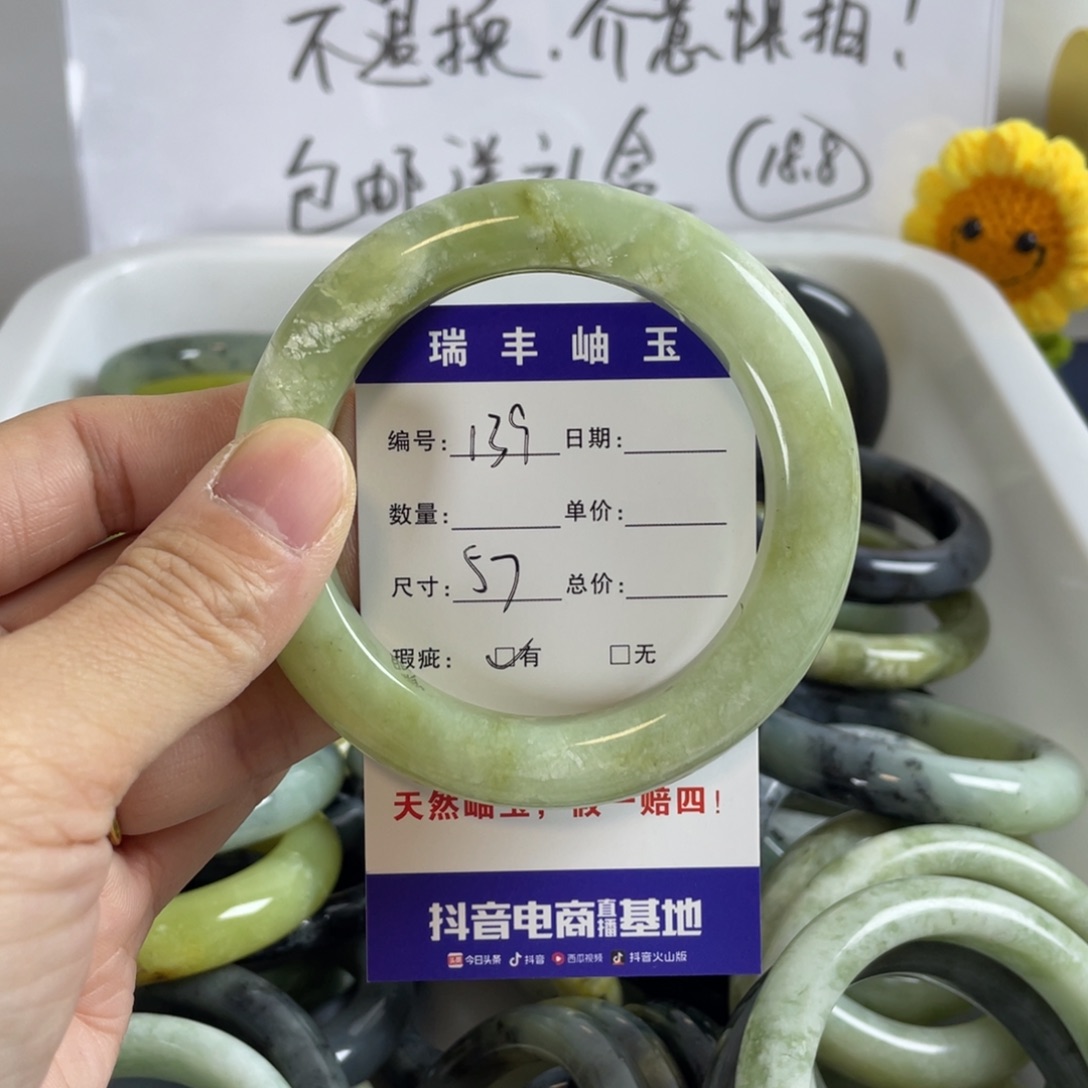 不退换.介意慎拍!
包邮送礼盒 18.8
瑞丰岫玉
编号: 139 日期:
数量: 单价:
尺寸: 57 总价:
瑕疵: ☑有 □无
天然岫玉,假一赔四!
抖音电商直播基地
头条 今日头条 抖音 西瓜视频 抖音火山版